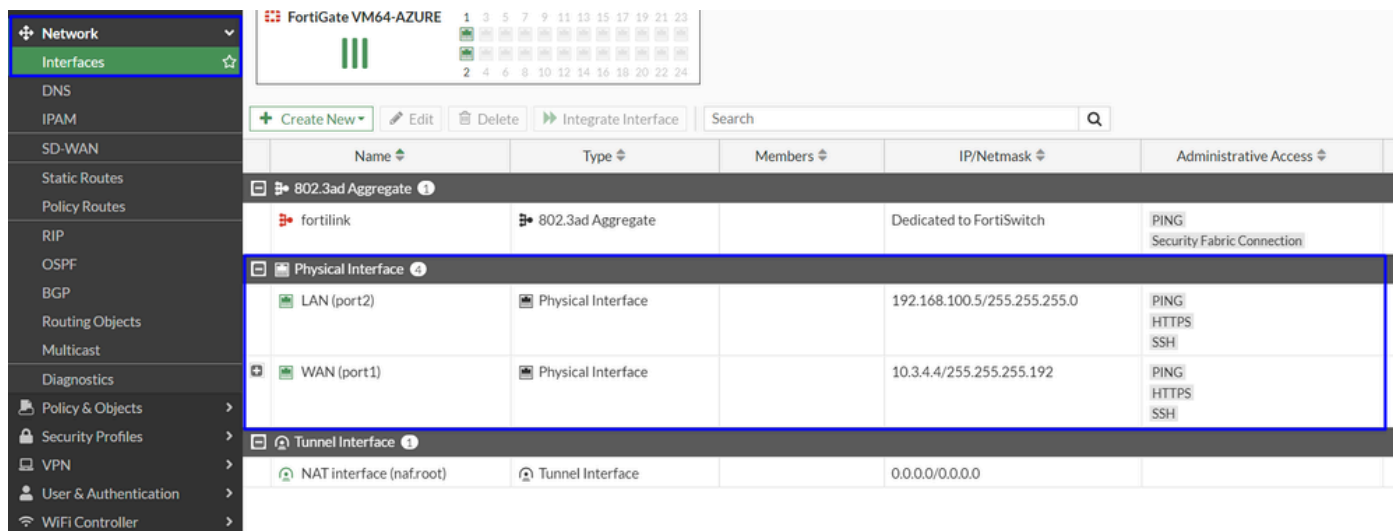 FortiGate VM64-AZURE
1 3 5 7 9 11 13 15 17 19 21 23
2 4 6 8 10 12 14 16 18 20 22 24
Network
Interfaces
DNS
IPAM
SD-WAN
Static Routes
Policy Routes
RIP
OSPF
BGP
Routing Objects
Multicast
Diagnostics
Policy & Objects
Security Profiles
VPN
User & Authentication
WiFi Controller
Create New Edit Delete Integrate Interface Search
Name Type Members IP/Netmask Administrative Access
802.3ad Aggregate 1
fortilink 802.3ad Aggregate Dedicated to FortiSwitch PING
Security Fabric Connection
Physical Interface 4
LAN (port2) Physical Interface 192.168.100.5/255.255.255.0 PING
HTTPS
SSH
WAN (port1) Physical Interface 10.3.4.4/255.255.255.192 PING
HTTPS
SSH
Tunnel Interface 1
NAT interface (naf.root) Tunnel Interface 0.0.0.0/0.0.0.0